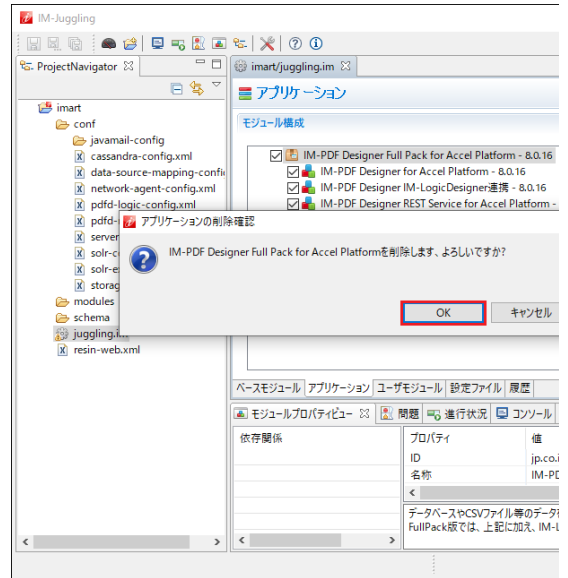 IM-Juggling
ProjectNavigator
imart/juggling.im
アプリケーション
imart
モジュール構成
conf
javamail-config
cassandra-config.xml
data-source-mapping-config
network-agent-config.xml
pdfd-logic-config.xml
pdfd-
server
solr-c
solr-e
storag
modules
schema
juggling.i
resin-web.xml
IM-PDF Designer Full Pack for Accel Platform - 8.0.16
IM-PDF Designer for Accel Platform - 8.0.16
IM-PDF Designer IM-LogicDesigner連携 - 8.0.16
IM-PDF Designer REST Service for Accel Platform -
アプリケーションの削除確認
IM-PDF Designer Full Pack for Accel Platformを削除します、よろしいですか?
OK
キャンセル
ベースモジュール アプリケーション ユーザモジュール 設定ファイル 履歴
モジュールプロパティビュー 問題 進行状況 コンソール
依存関係
プロパティ 値
ID jp.co.i
名称 IM-PD
データベースやCSVファイル等のデータを
FullPack版では、上記に加え、IM-L